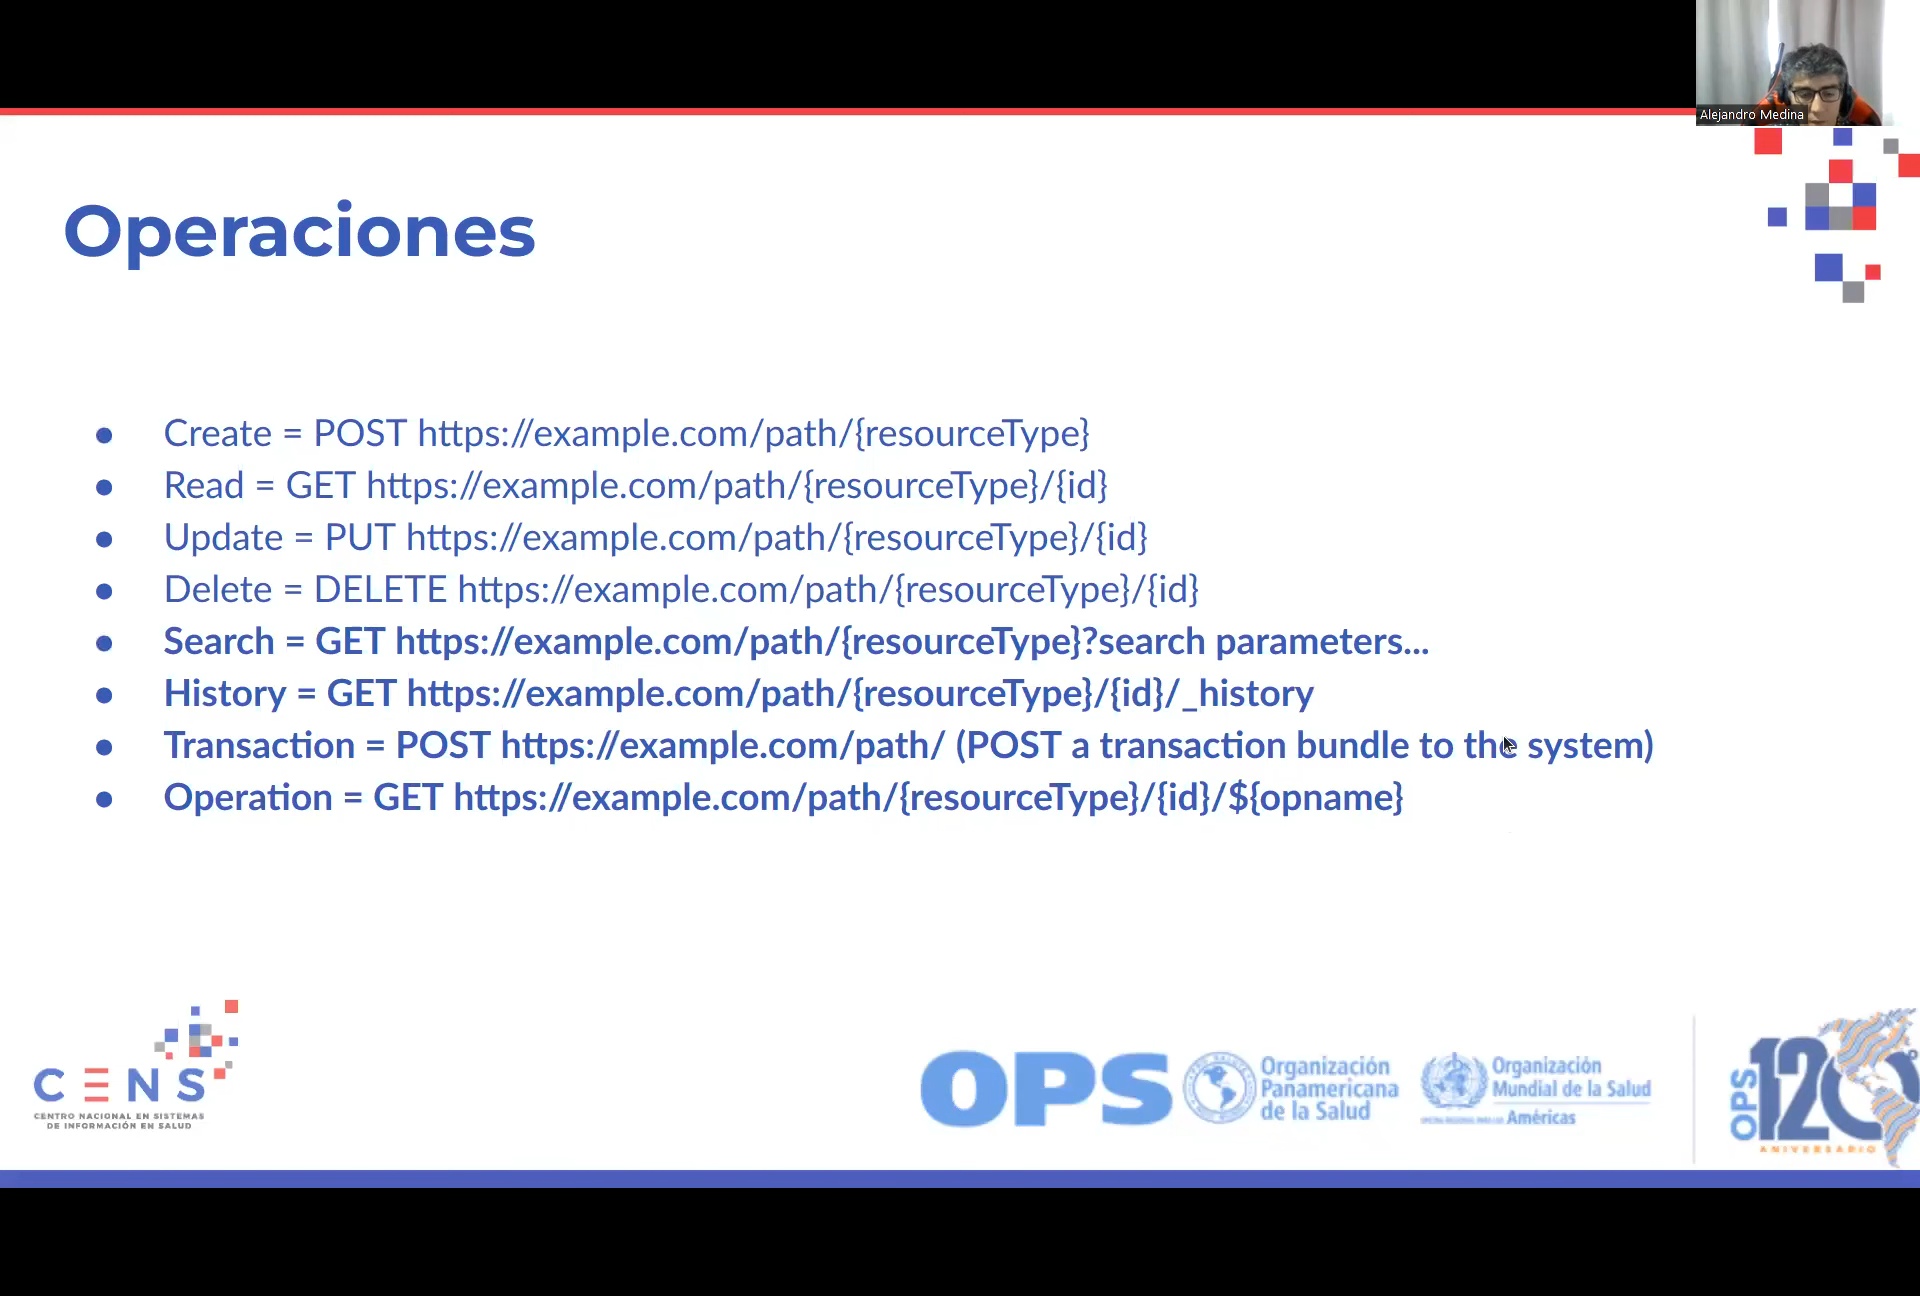 Alejandro Medina
Operaciones
● Create = POST https://example.com/path/{resourceType}
● Read = GET https://example.com/path/{resourceType}/{id}
● Update = PUT https://example.com/path/{resourceType}/{id}
● Delete = DELETE https://example.com/path/{resourceType}/{id}
● Search = GET https://example.com/path/{resourceType}?search parameters...
● History = GET https://example.com/path/{resourceType}/{id}/_history
● Transaction = POST https://example.com/path/ (POST a transaction bundle to the system)
● Operation = GET https://example.com/path/{resourceType}/{id}/${opname}
CENS
CENTRO NACIONAL EN SISTEMAS
DE INFORMACIÓN EN SALUD
OPS
Organización
Panamericana
de la Salud
Organización
Mundial de la Salud
Américas
OPS
120
ANIVERSARIO